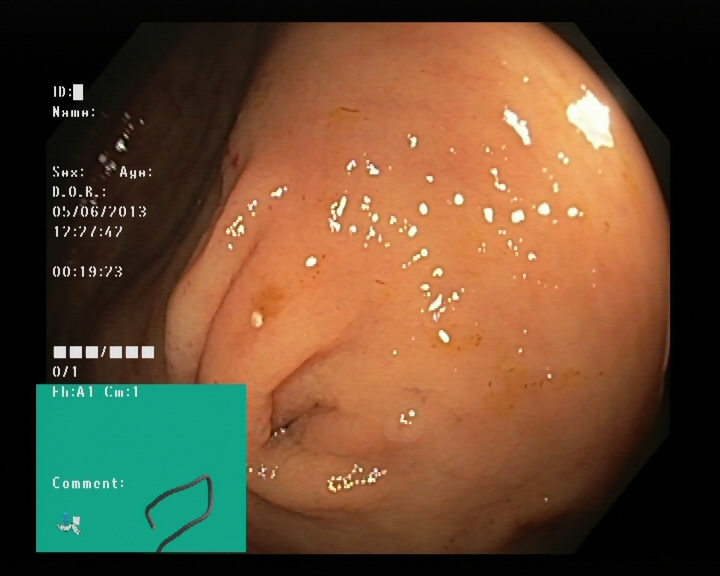 ID:
Name:
Sex: Age:
D.O.B.:
05/06/2013
12:27:42
00:19:23
/
0/1
Eh:A1 Cm:1
Comment: